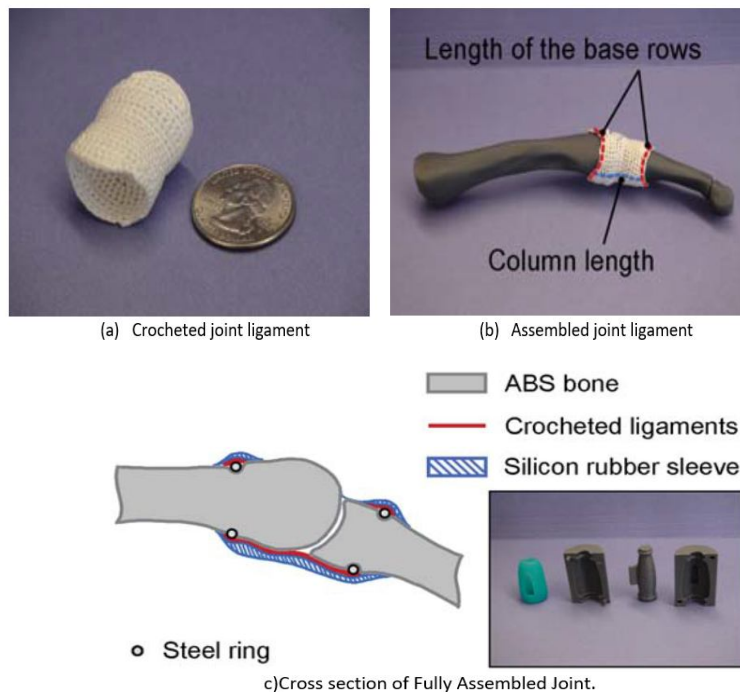 Length of the base rows
Column length
(a) Crocheted joint ligament
(b) Assembled joint ligament
ABS bone
Crocheted ligaments
Silicon rubber sleeve
Steel ring
c)Cross section of Fully Assembled Joint.